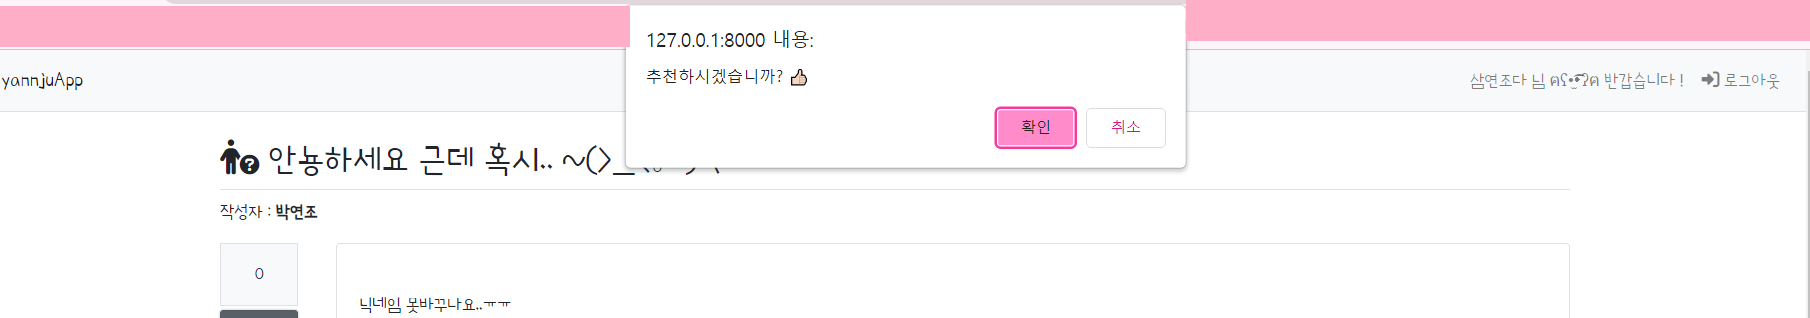 127.0.0.1:8000 내용:
추천하시겠습니까? 👍🏻
확인 취소
yannjuApp
삼연조다 님 ฅʕ•̫͡•ʔฅ 반갑습니다 ! 로그아웃
안뇽하세요 근데 혹시.. ~(>_
작성자 : 박연조
0
닉네임 못바꾸나요..ㅠㅠ